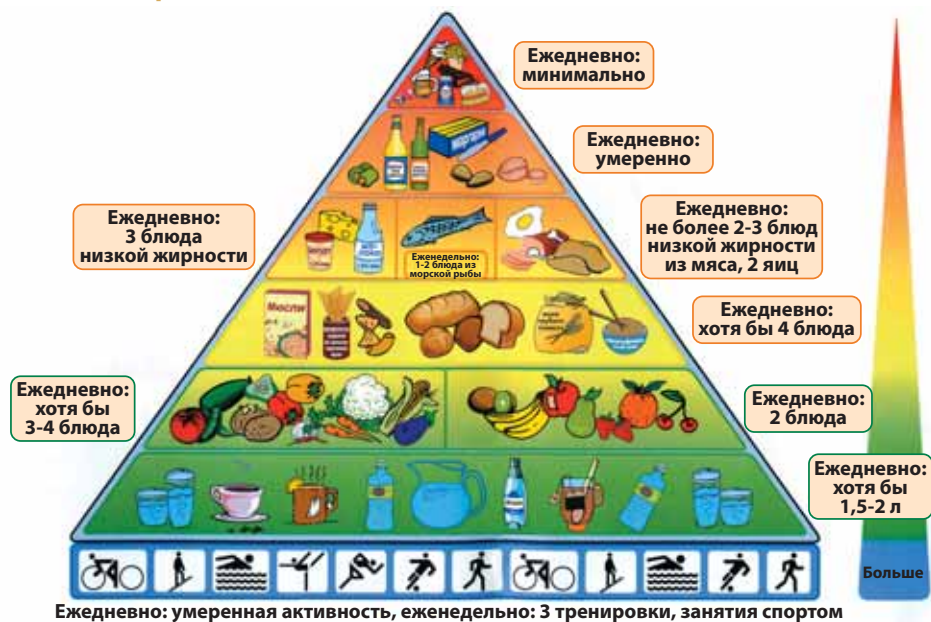 Ежедневно:
минимально
Ежедневно:
умеренно
Ежедневно:
3 блюда
низкой жирности
Еженедельно:
1-2 блюда из
морской рыбы
Ежедневно:
не более 2-3 блюд
низкой жирности
из мяса, 2 яиц
Мюсли
Ежедневно:
хотя бы 4 блюда
Ежедневно:
хотя бы
3-4 блюда
Ежедневно:
2 блюда
Ежедневно:
хотя бы
1,5-2 л
Больше
Ежедневно: умеренная активность, еженедельно: 3 тренировки, занятия спортом